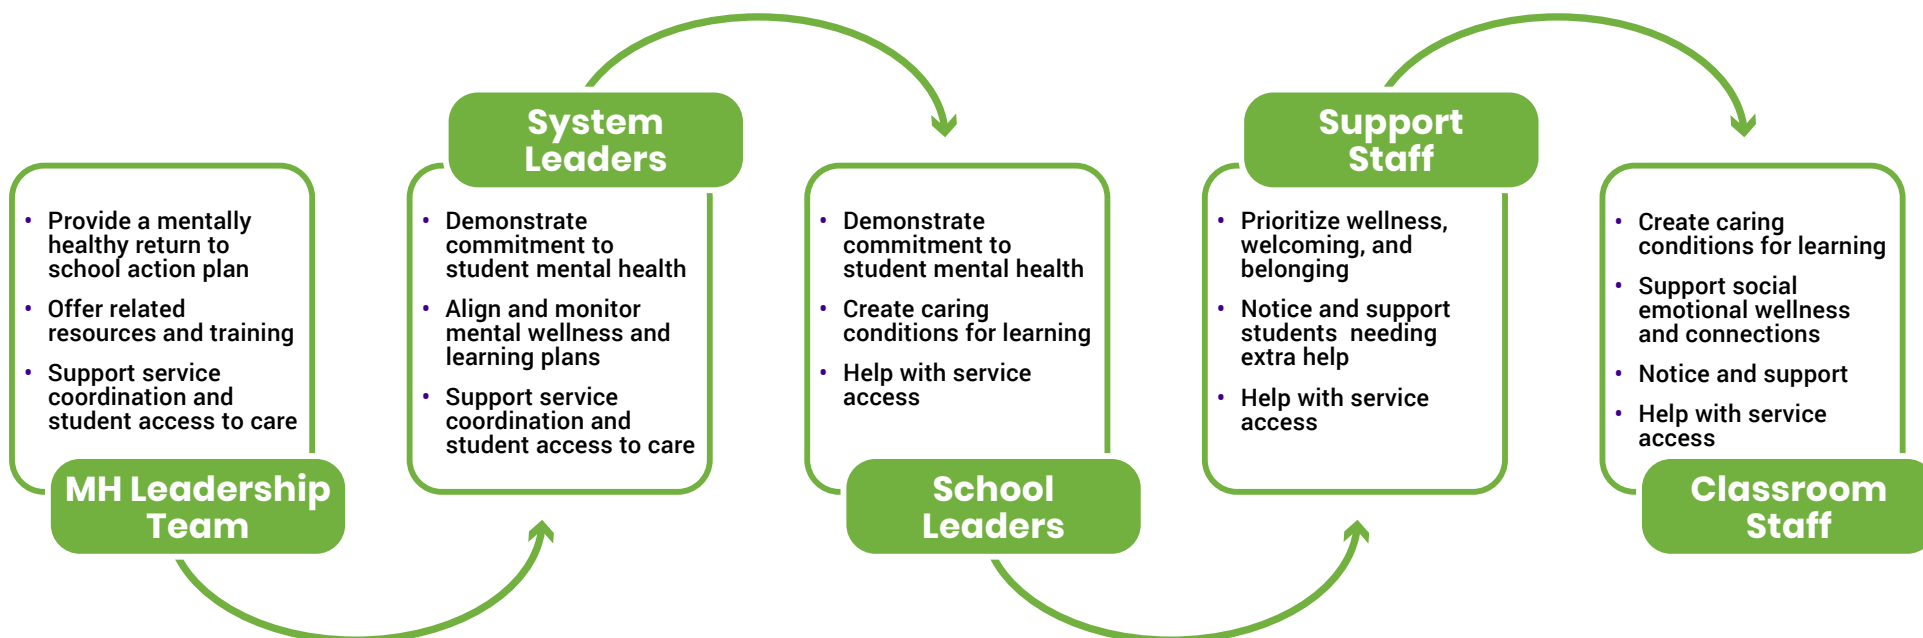 • Provide a mentally
healthy return to
school action plan
• Offer related
resources and training
• Support service
coordination and
student access to care
MH Leadership
Team
System
Leaders
• Demonstrate
commitment to
student mental health
• Align and monitor
mental wellness and
learning plans
• Support service
coordination and
student access to care
• Demonstrate
commitment to
student mental health
• Create caring
conditions for learning
• Help with service
access
School
Leaders
Support
Staff
• Prioritize wellness,
welcoming, and
belonging
• Notice and support
students  needing
extra help
• Help with service
access
• Create caring
conditions for learning
• Support social
emotional wellness
and connections
• Notice and support
• Help with service
access
Classroom
Staff